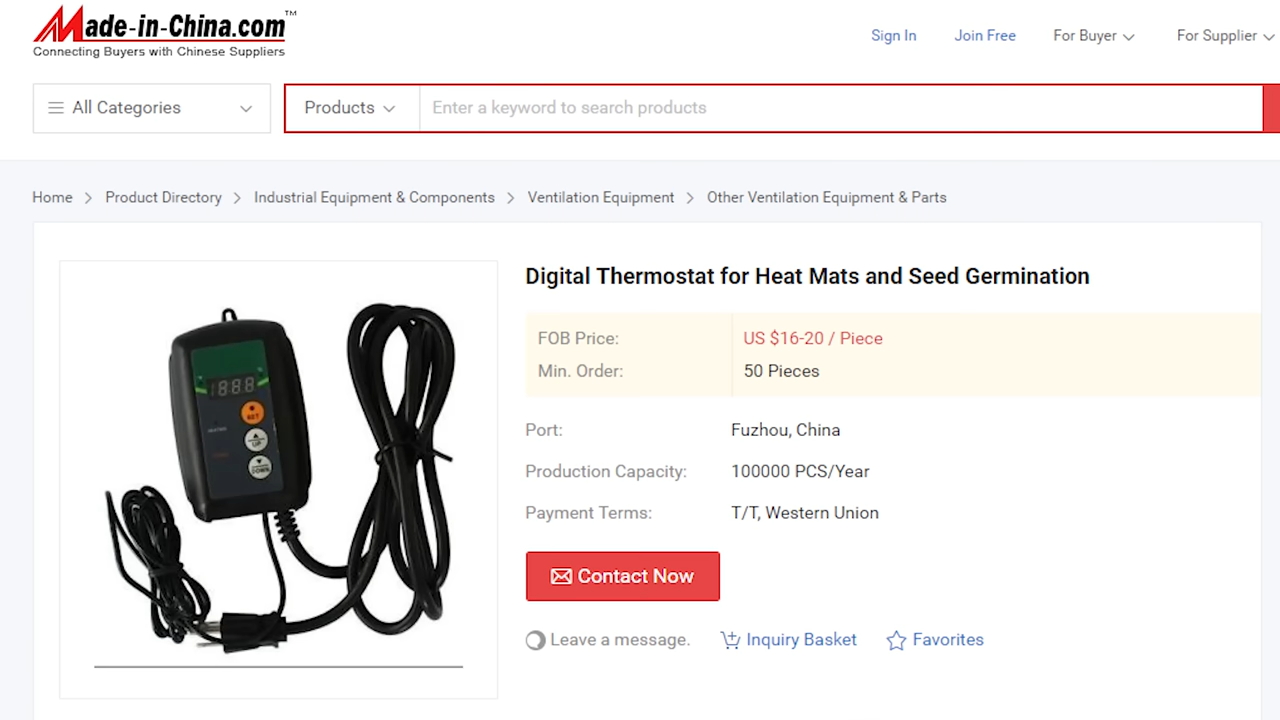 Made-in-China.com™
Connecting Buyers with Chinese Suppliers
Sign In
Join Free
For Buyer
For Supplier
All Categories
Products
Enter a keyword to search products
Home
Product Directory
Industrial Equipment & Components
Ventilation Equipment
Other Ventilation Equipment & Parts
Digital Thermostat for Heat Mats and Seed Germination
FOB Price: US $16-20 / Piece
Min. Order: 50 Pieces
Port: Fuzhou, China
Production Capacity: 100000 PCS/Year
Payment Terms: T/T, Western Union
Contact Now
Leave a message.
Inquiry Basket
Favorites
1888
SET
UP
DOWN